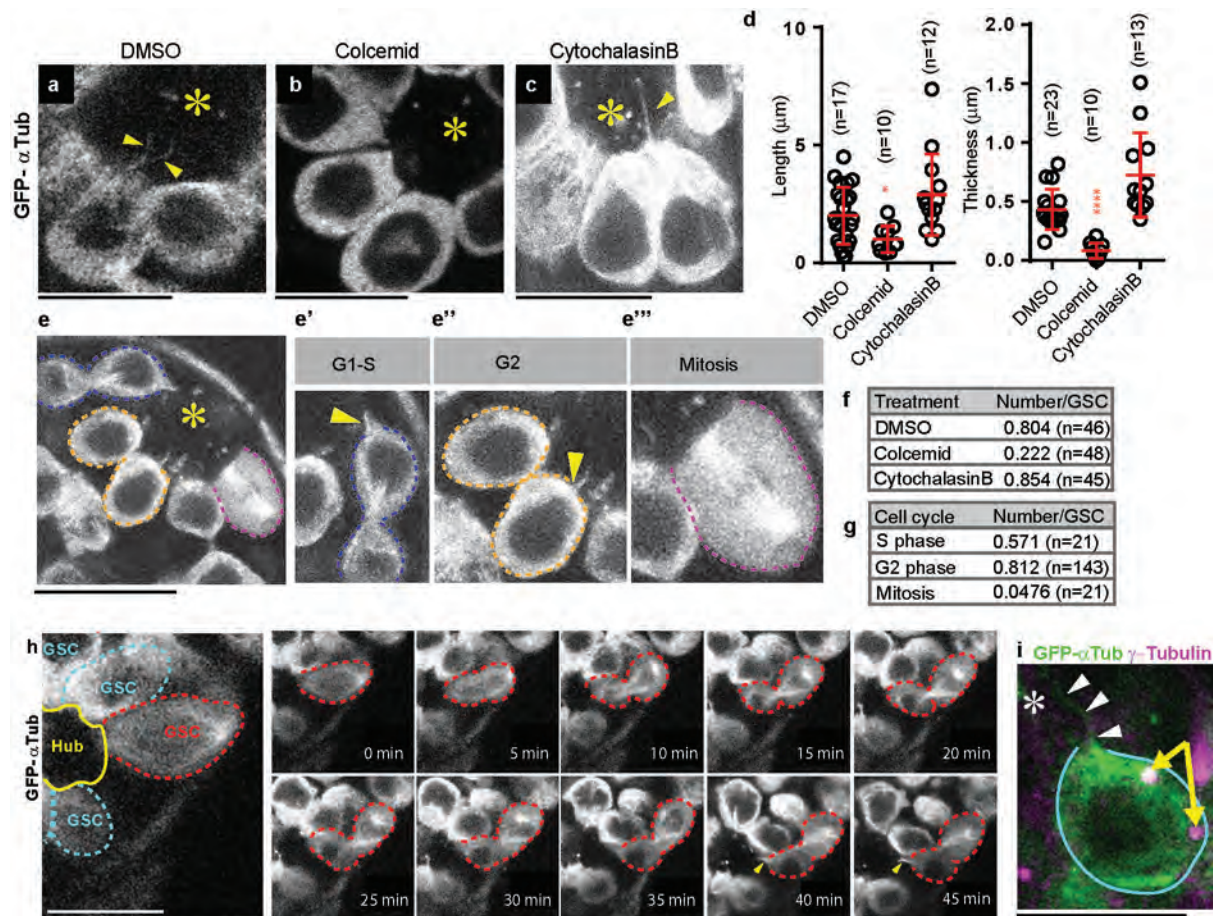 DMSO
Colcemid
CytochalasinB
GFP-αTub
a
b
c
d
Length (μm)
10
5
0
(n=17)
(n=10)
(n=12)
*
DMSO
Colcemid
CytochalasinB
Thickness (μm)
2.0
1.5
1.0
0.5
0.0
(n=23)
(n=10)
(n=13)
****
DMSO
Colcemid
CytochalasinB
e
e'
e''
e'''
G1-S
G2
Mitosis
f
Treatment Number/GSC
DMSO 0.804 (n=46)
Colcemid 0.222 (n=48)
CytochalasinB 0.854 (n=45)
g
Cell cycle Number/GSC
S phase 0.571 (n=21)
G2 phase 0.812 (n=143)
Mitosis 0.0476 (n=21)
h
GFP-αTub
GSC
GSC
GSC
Hub
GSC
0 min
5 min
10 min
15 min
20 min
25 min
30 min
35 min
40 min
45 min
i
GFP-αTub γ-Tubulin